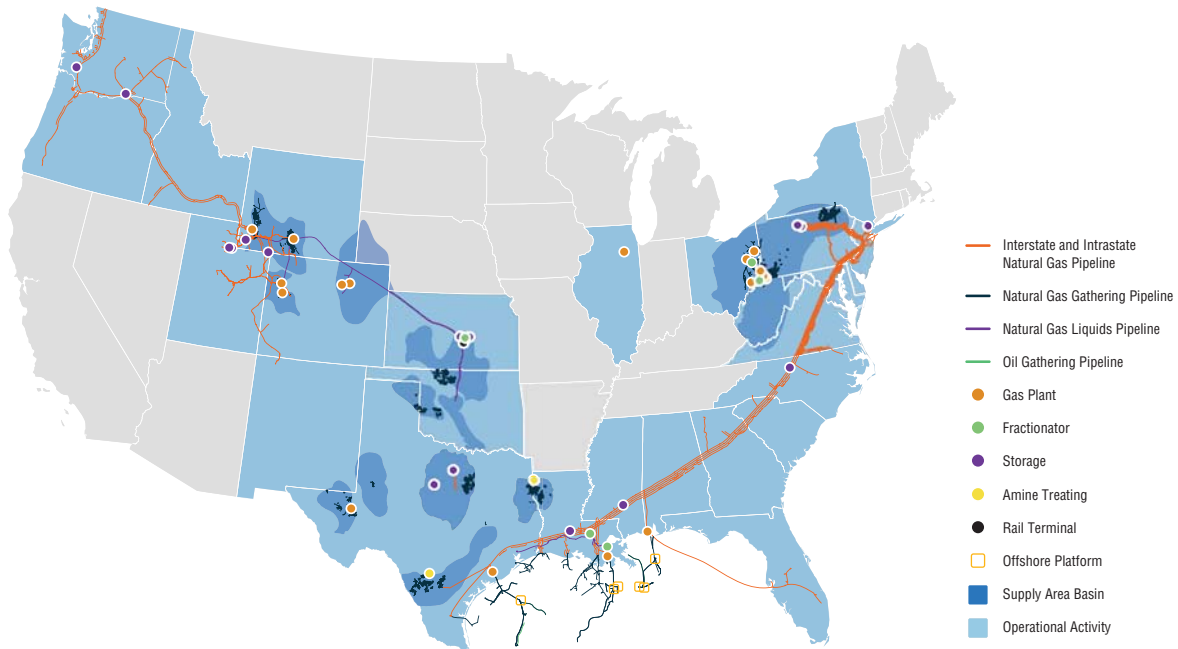 Interstate and Intrastate
Natural Gas Pipeline
Natural Gas Gathering Pipeline
Natural Gas Liquids Pipeline
Oil Gathering Pipeline
Gas Plant
Fractionator
Storage
Amine Treating
Rail Terminal
Offshore Platform
Supply Area Basin
Operational Activity